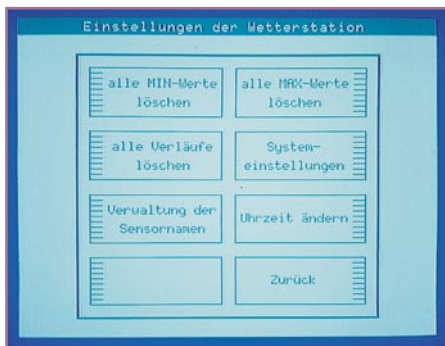 Einstellungen der Wetterstation
alle MIN-Werte
löschen
alle MAX-Werte
löschen
alle Verläufe
löschen
System-
einstellungen
Verwaltung der
Sensornamen
Uhrzeit ändern
Zurück